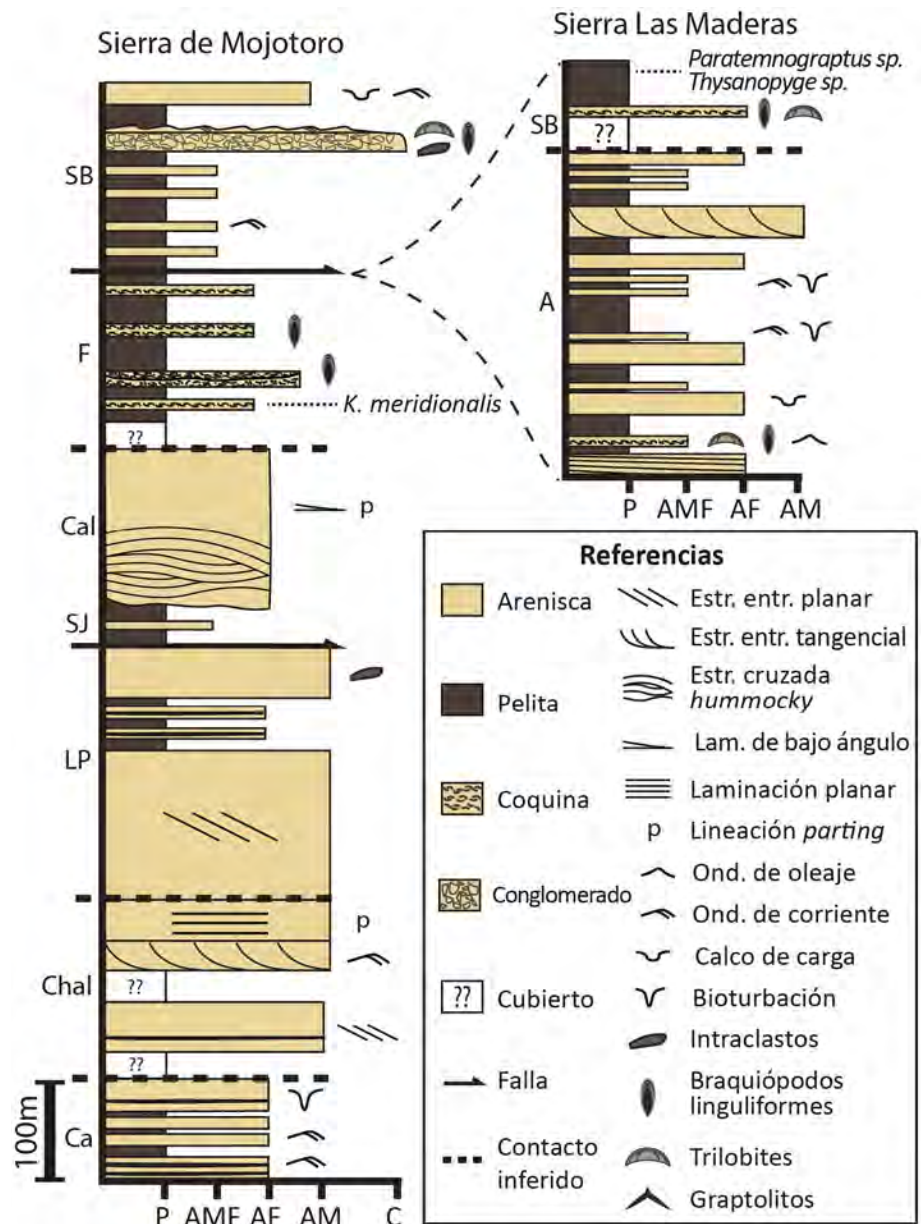 Sierra de Mojotoro
SB
F
K. meridionalis
??
Cal
p
SJ
LP
p
Chal
??
??
Ca
100m
P AMF AF AM C
Sierra Las Maderas
Paratemnograptus sp.
Thysanopyge sp.
SB
??
A
P AMF AF AM
Referencias
Arenisca
Pelita
Coquina
Conglomerado
?? Cubierto
Falla
Contacto
inferido
Estr. entr. planar
Estr. entr. tangencial
Estr. cruzada
hummocky
Lam. de bajo ángulo
Laminación planar
p Lineación parting
Ond. de oleaje
Ond. de corriente
Calco de carga
Bioturbación
Intraclastos
Braquiópodos
linguliformes
Trilobites
Graptolitos